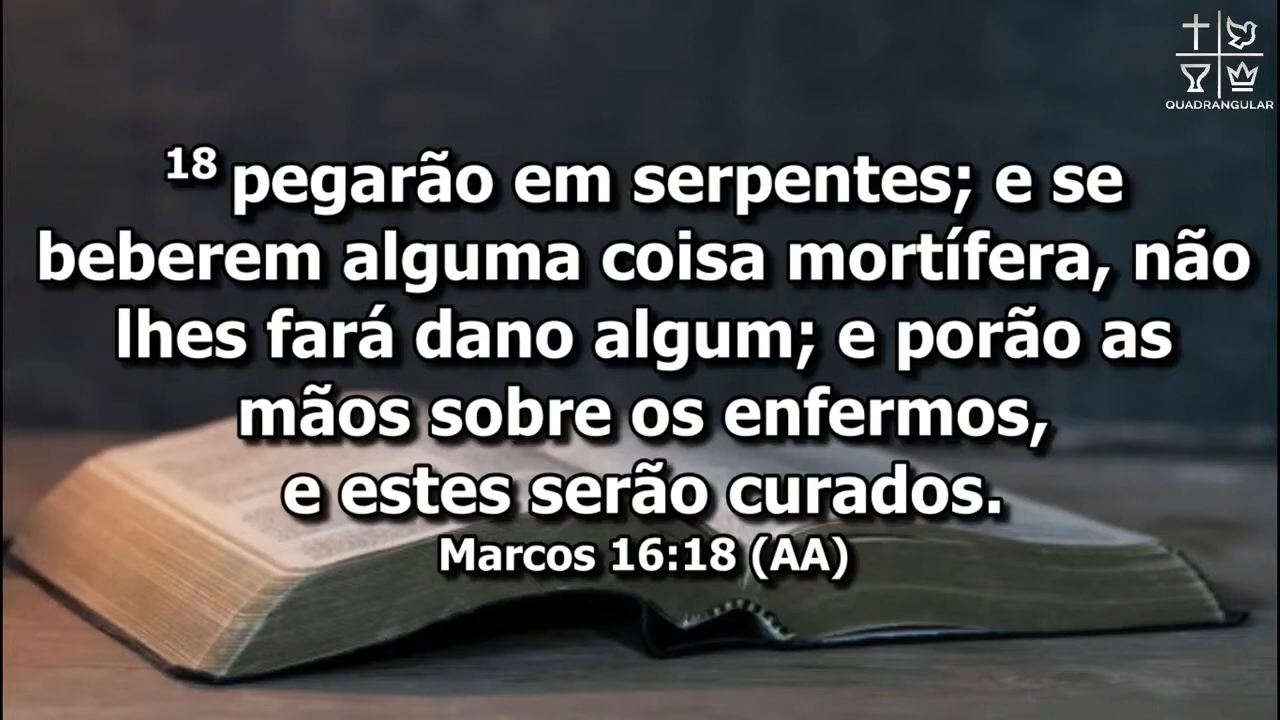 QUADRANGULAR
18 pegarão em serpentes; e se
beberem alguma coisa mortífera, não
lhes fará dano algum; e porão as
mãos sobre os enfermos,
e estes serão curados.
Marcos 16:18 (AA)